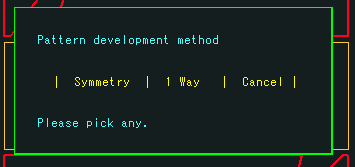 Pattern development method
| Symmetry | 1 Way | Cancel |
Please pick any.